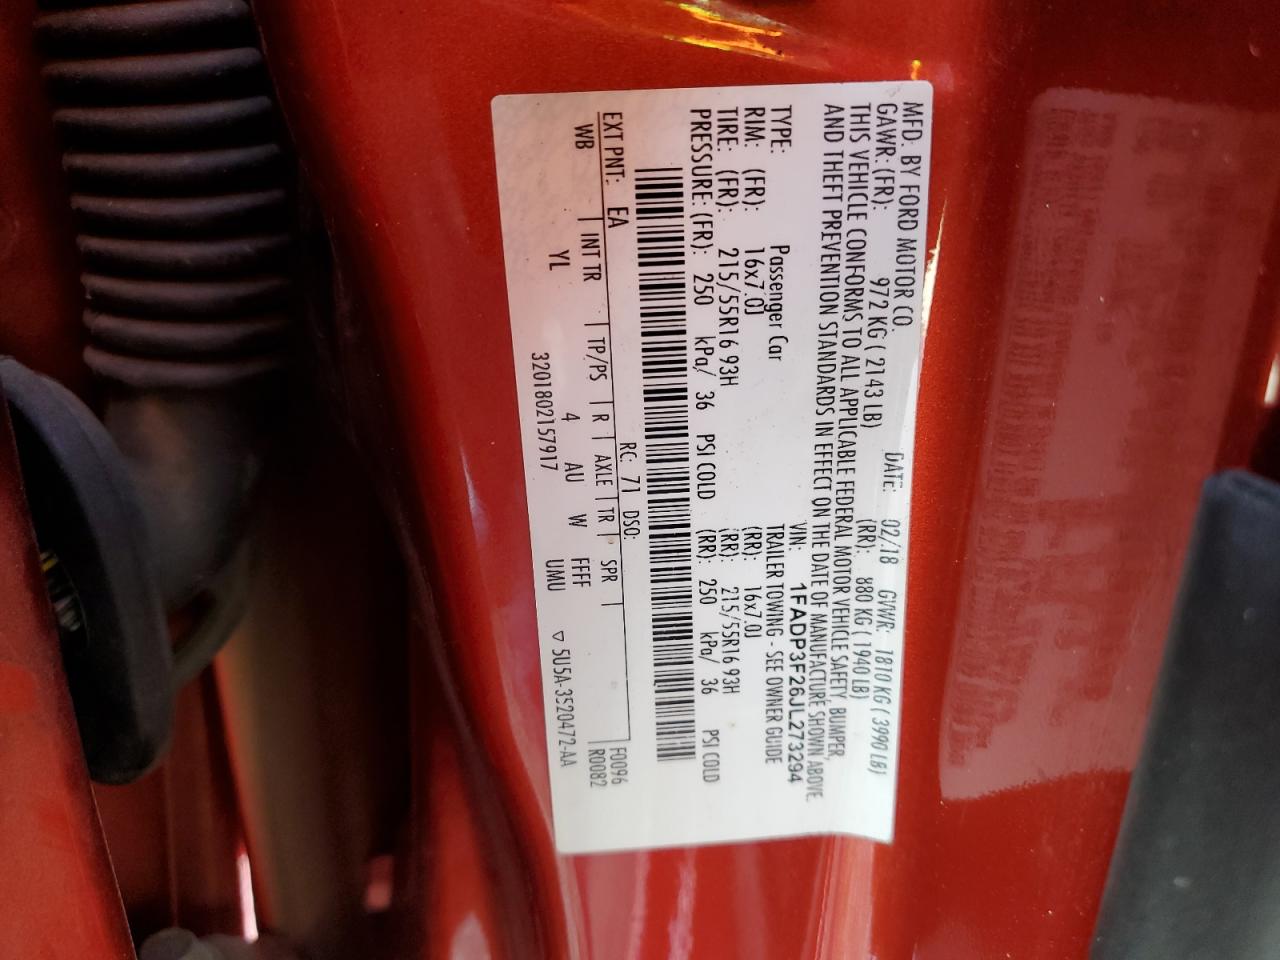 MFD. BY FORD MOTOR CO.
DATE: 02/18 GVWR: 1810 KG ( 3990 LB)
GAWR: (FR): 972 KG ( 2143 LB) (RR): 880 KG ( 1940 LB)
THIS VEHICLE CONFORMS TO ALL APPLICABLE FEDERAL MOTOR VEHICLE SAFETY, BUMPER,
AND THEFT PREVENTION STANDARDS IN EFFECT ON THE DATE OF MANUFACTURE SHOWN ABOVE.
VIN: 1FADP3F26JL273294
TYPE: Passenger Car TRAILER TOWING - SEE OWNER GUIDE
RIM: (FR): 16x7.0J (RR): 16x7.0J
TIRE: (FR): 215/55R16 93H (RR): 215/55R16 93H
PRESSURE: (FR): 250 kPa/ 36 PSI COLD (RR): 250 kPa/ 36 PSI COLD
EXT PNT: EA RC: 71 DSO: F0096
WB INT TR TP/PS R AXLE TR SPR R0082
YL 4 AU W FFFF
3201802157917 UMU ▽ 5U5A-3520472-AA